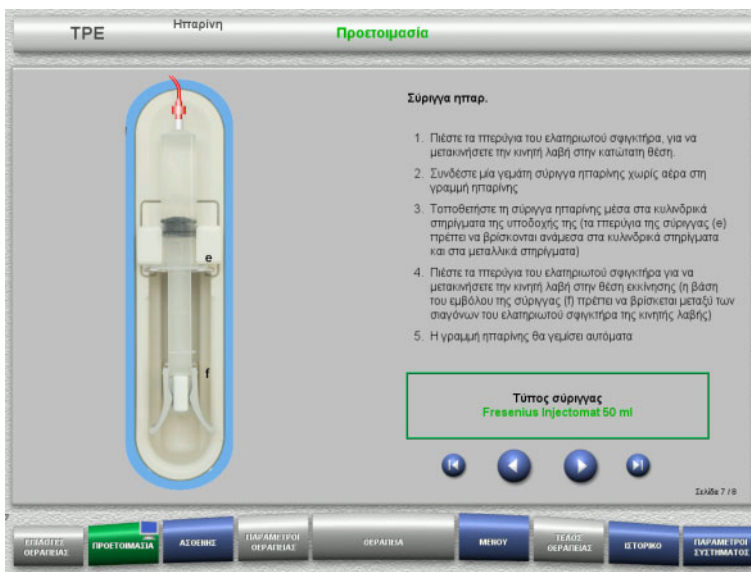 TPE
Ηπαρίνη
Προετοιμασία
Σύριγγα ηπαρ.
1. Πιέστε τα πτερύγια του ελατηριωτού σφιγκτήρα, για να
μετακινήσετε την κινητή λαβή στην κατώτατη θέση.
2. Συνδέστε μία γεμάτη σύριγγα ηπαρίνης χωρίς αέρα στη
γραμμή ηπαρίνης
3. Τοποθετήστε τη σύριγγα ηπαρίνης μέσα στα κυλινδρικά
στηρίγματα της υποδοχής της (τα πτερύγια της σύριγγας (e)
πρέπει να βρίσκονται ανάμεσα στα κυλινδρικά στηρίγματα
και στα μεταλλικά στηρίγματα)
4. Πιέστε τα πτερύγια του ελατηριωτού σφιγκτήρα για να
μετακινήσετε την κινητή λαβή στην θέση εκκίνησης (η βάση
του εμβόλου της σύριγγας (f) πρέπει να βρίσκεται μεταξύ των
σιαγόνων του ελατηριωτού σφιγκτήρα της κινητής λαβής)
5. Η γραμμή ηπαρίνης θα γεμίσει αυτόματα
e
f
Τύπος σύριγγας
Fresenius Injectomat 50 ml
Σελίδα 7 / 8
ΕΠΙΛΟΓΕΣ
ΘΕΡΑΠΕΙΑΣ
ΠΡΟΕΤΟΙΜΑΣΙΑ
ΑΣΘΕΝΗΣ
ΠΑΡΑΜΕΤΡΟΙ
ΘΕΡΑΠΕΙΑΣ
ΘΕΡΑΠΕΙΑ
ΜΕΝΟΥ
ΤΕΛΟΣ
ΘΕΡΑΠΕΙΑΣ
ΙΣΤΟΡΙΚΟ
ΠΑΡΑΜΕΤΡΟΙ
ΣΥΣΤΗΜΑΤΟΣ